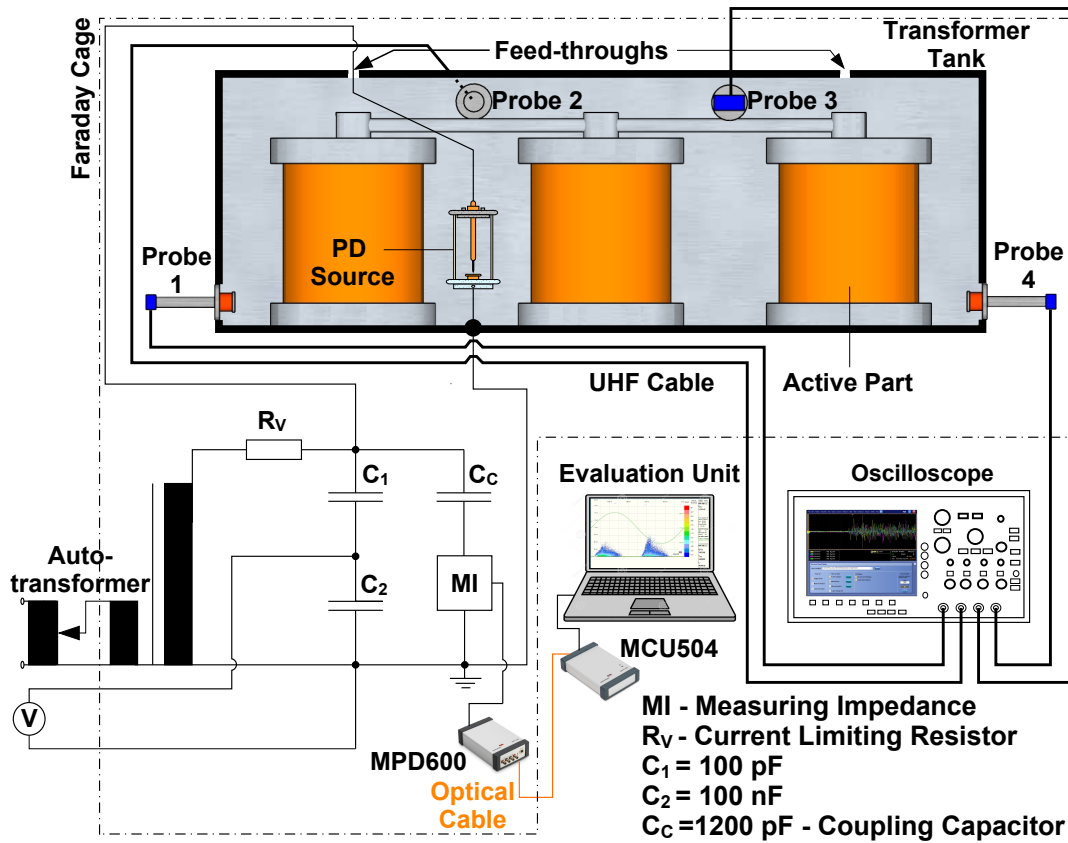 Faraday Cage
Feed-throughs
Transformer
Tank
Probe 2
Probe 3
PD
Source
Probe
1
Probe
4
UHF Cable
Active Part
RV
C1
CC
Evaluation Unit
Oscilloscope
Auto-
transformer
C2
MI
MCU504
V
MPD600
Optical
Cable
MI - Measuring Impedance
RV - Current Limiting Resistor
C1 = 100 pF
C2 = 100 nF
CC =1200 pF - Coupling Capacitor